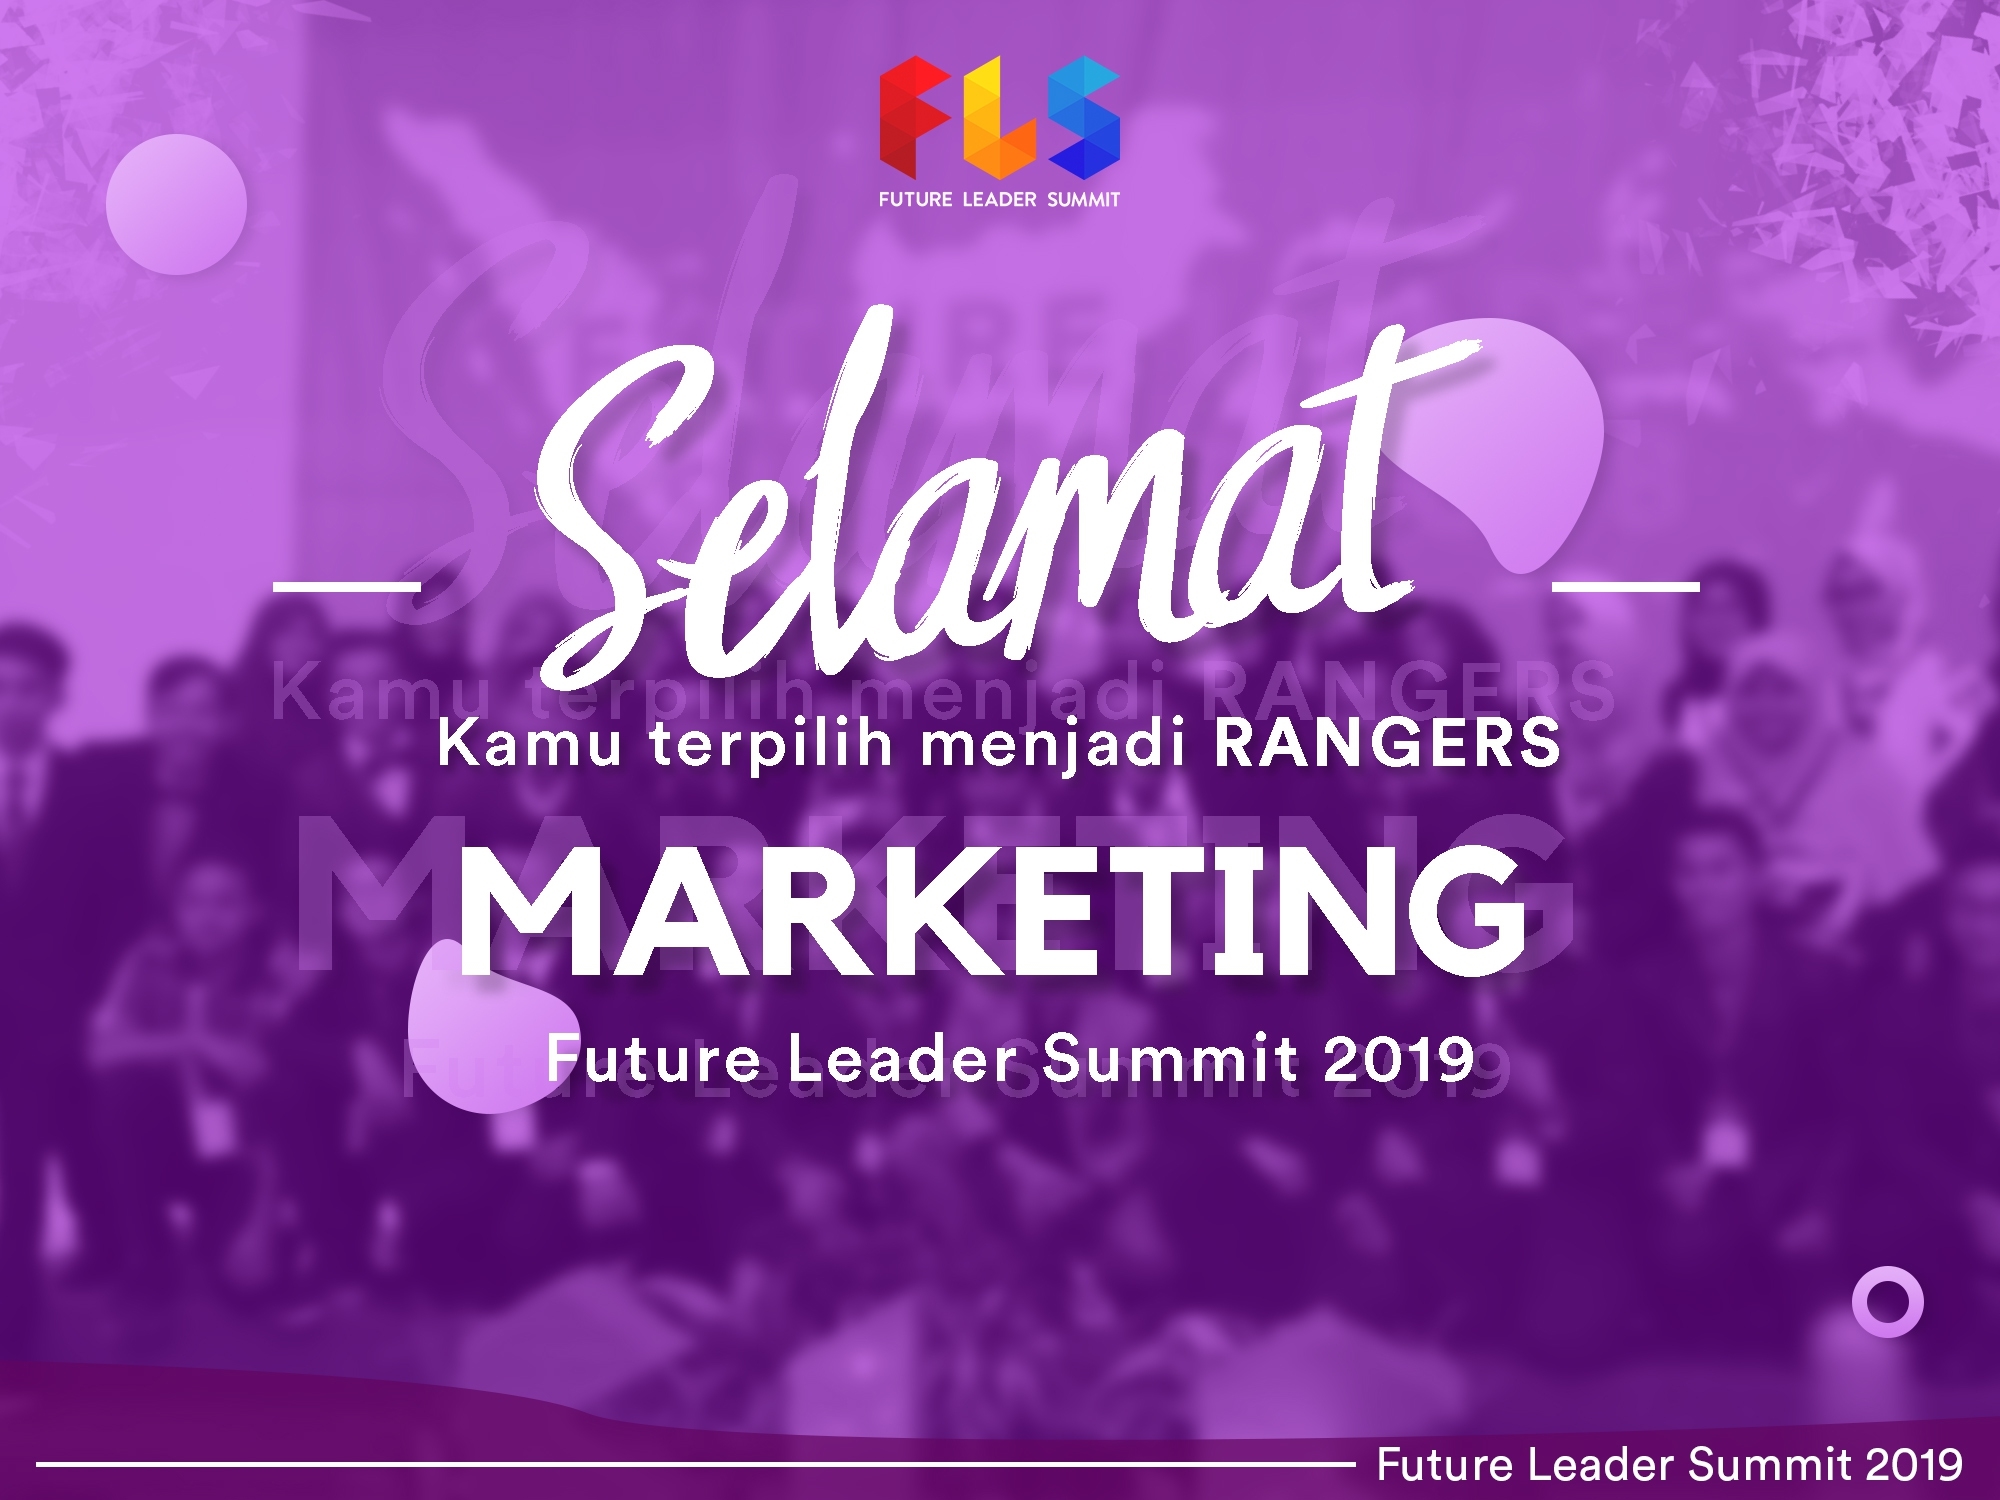 FLS
FUTURE LEADER SUMMIT
Selamat
Kamu terpilih menjadi RANGERS
MARKETING
Future Leader Summit 2019
Future Leader Summit 2019